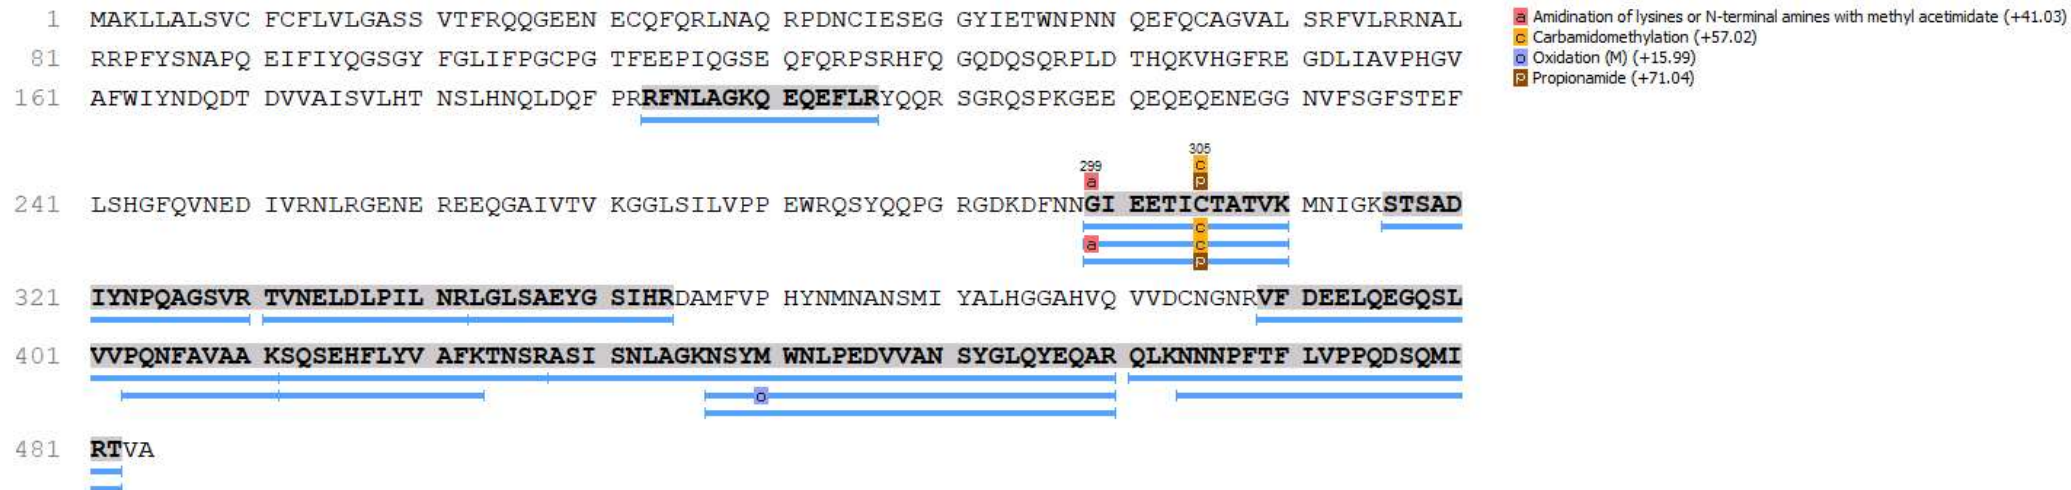 1 MAKLLALSVC FCFLVLGASS VTFRQQGEEN ECQFQRLNAQ RPDNCIESEG GYIETWNPNN QEFQCAGVAL SRFVLRRNAL
a Amidination of lysines or N-terminal amines with methyl acetimidate (+41.03)
c Carbamidomethylation (+57.02)
o Oxidation (M) (+15.99)
P Propionamide (+71.04)
81 RRPFYSNAPQ EIFIYQGSGY FGLIFPGCPG TFEEPIQGSE QFQRPSRHFQ GQDQSQRPLD THQKVHGFRE GDLIAVPHGV
161 AFWIYNDQDT DVVAISVLHT NSLHNQLDQF PRRFNLAGKQ EQEFLRYQQR SGRQSPKGEE QEQEQENEGG NVFSGFSTEF
299 305
a c
P
241 LSHGFQVNED IVRNLRGENE REEQGAIVTV KGGLSILVPP EWRQSYQQPG RGDKDFNNGI EETICTATVK MNIGKSTSAD
c
a c
P
321 IYNPQAGSVR TVNELDLPIL NRLGLSAEYG SIHRDAMFVP HYNMNANSMI YALHGGAHVQ VVDCNGNRVF DEELQEGQSL
401 VVPQNFAVAA KSQSEHFLYV AFKTNSRASI SNLAGKNSYM WNLPEDVVAN SYGLQYEQAR QLKNNNPFTF LVPPQDSQMI
o
481 RTVA